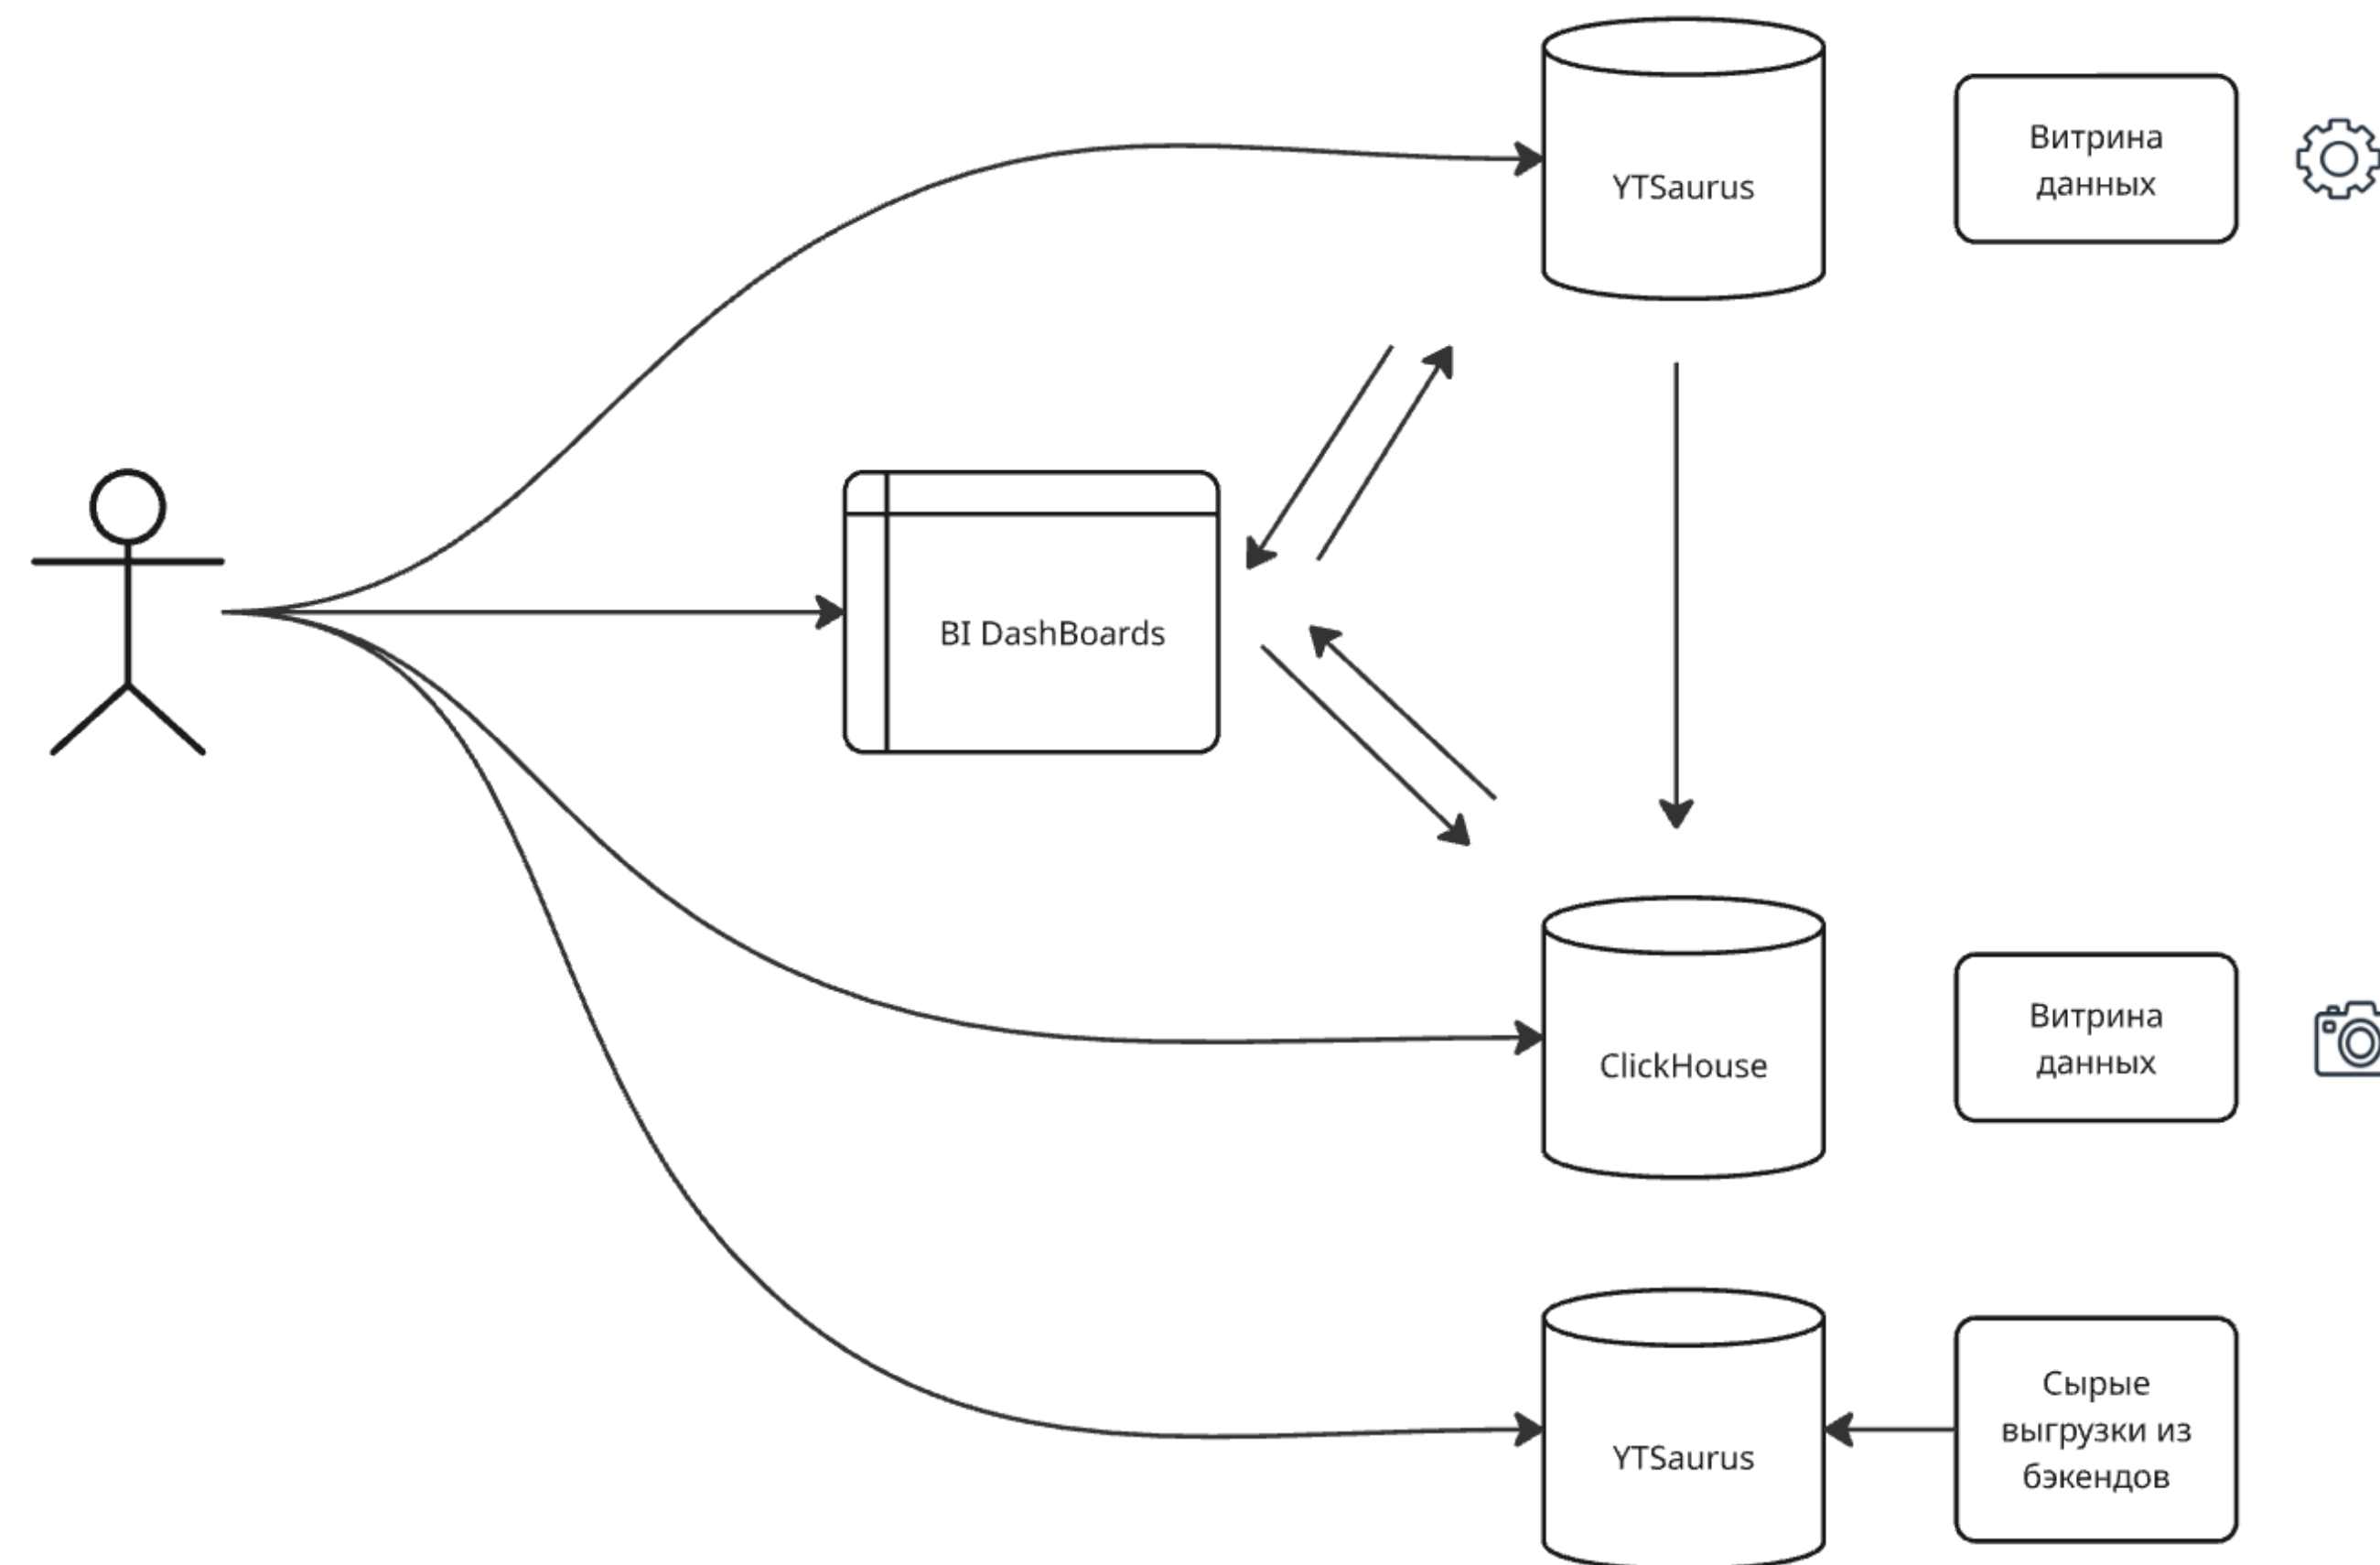 YTSaurus
Витрина
данных
BI DashBoards
ClickHouse
Витрина
данных
YTSaurus
Сырые
выгрузки из
бэкендов